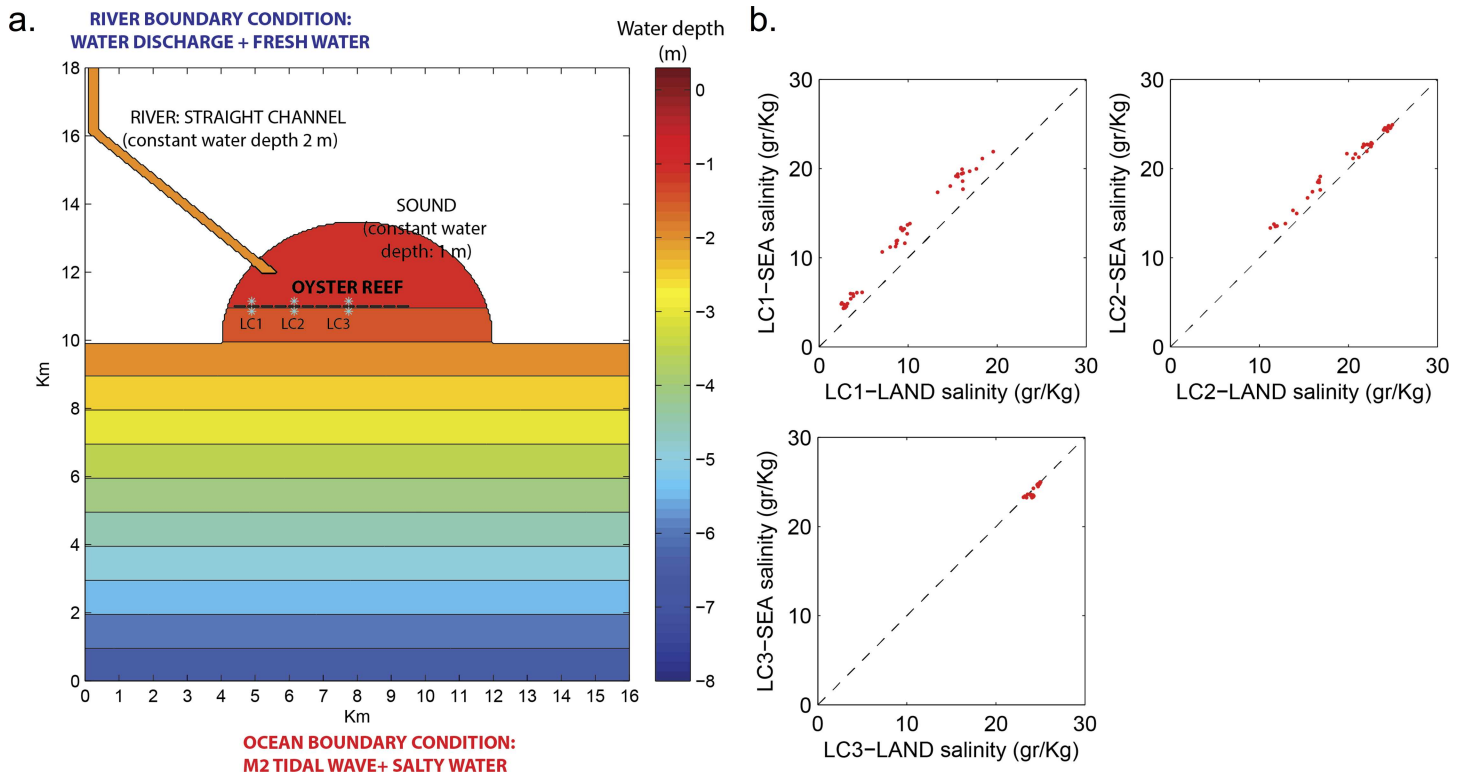 a.
RIVER BOUNDARY CONDITION:
WATER DISCHARGE + FRESH WATER
Water depth
(m)
18
16
14
12
10
8
6
4
2
0
Km
RIVER: STRAIGHT CHANNEL
(constant water depth 2 m)
SOUND
(constant water
depth: 1 m)
OYSTER REEF
LC1 LC2 LC3
0 1 2 3 4 5 6 7 8 9 10 11 12 13 14 15 16
Km
0
−1
−2
−3
−4
−5
−6
−7
−8
OCEAN BOUNDARY CONDITION:
M2 TIDAL WAVE+ SALTY WATER
b.
LC1−SEA salinity (gr/Kg)
30
20
10
0
0 10 20 30
LC1−LAND salinity (gr/Kg)
LC2−SEA salinity (gr/Kg)
30
20
10
0
0 10 20 30
LC2−LAND salinity (gr/Kg)
LC3−SEA salinity (gr/Kg)
30
20
10
0
0 10 20 30
LC3−LAND salinity (gr/Kg)